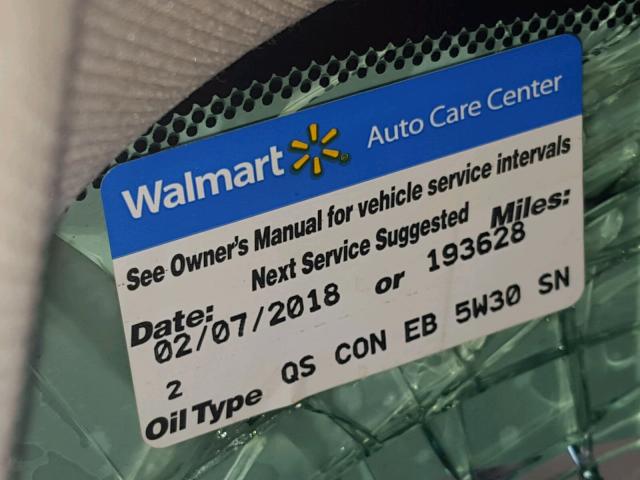 Walmart Auto Care Center
See Owner's Manual for vehicle service intervals
Next Service Suggested
Date: Miles:
02/07/2018 or 193628
2
Oil Type QS CON EB 5W30 SN